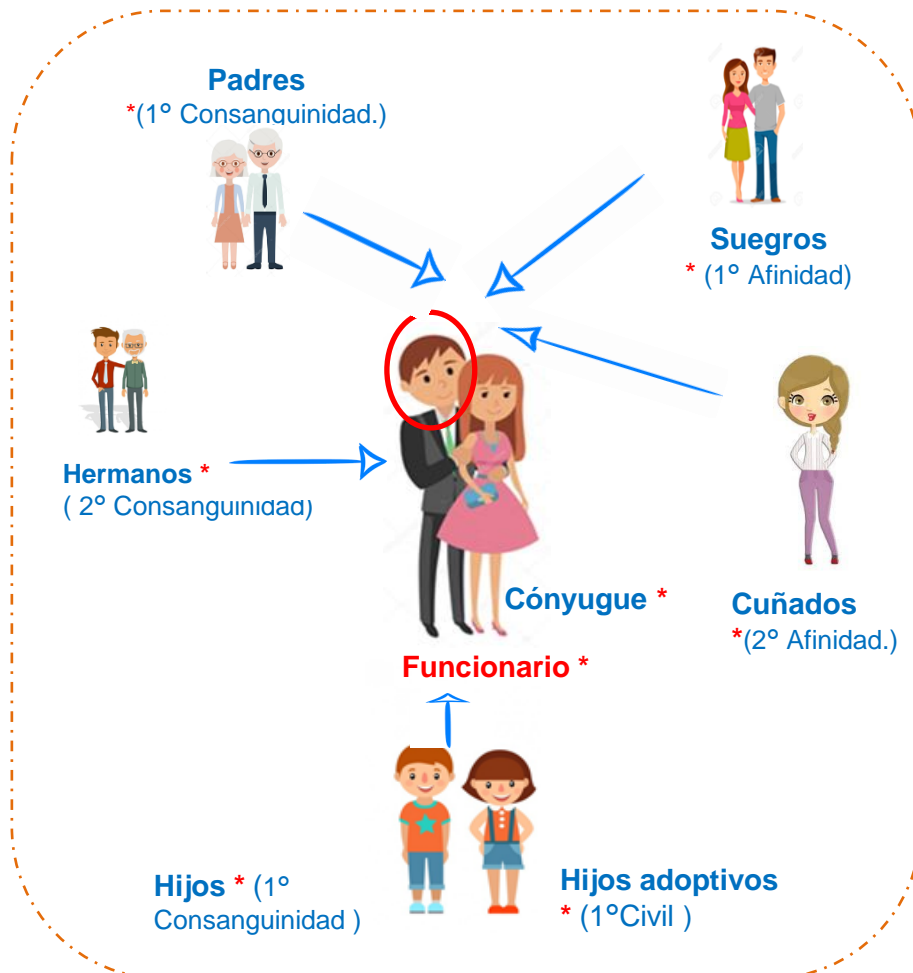 Padres
*(1° Consanguinidad.)
Suegros
* (1° Afinidad)
Hermanos *
( 2° Consanguinidad)
Cónyugue *
Cuñados
*(2° Afinidad.)
Funcionario *
Hijos * (1°
Consanguinidad )
Hijos adoptivos
* (1°Civil )